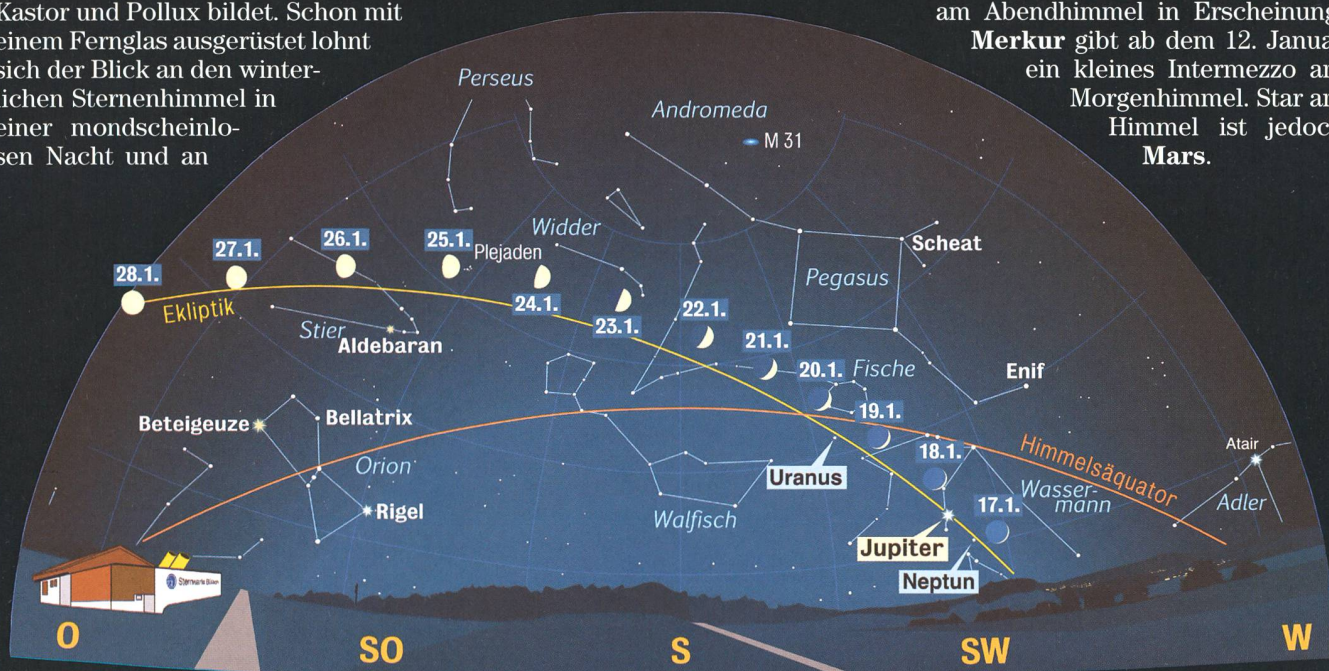 Kastor und Pollux bildet. Schon mit
einem Fernglas ausgerüstet lohnt
sich der Blick an den winter-
lichen Sternenhimmel in
einer mondscheinlo-
sen Nacht und an
am Abendhimmel in Erscheinung
Merkur gibt ab dem 12. Janua
ein kleines Intermezzo am
Morgenhimmel. Star am
Himmel ist jedoc
Mars.
Perseus
Andromeda
M 31
Widder
Plejaden
Scheat
Pegasus
28.1.
27.1.
26.1.
25.1.
24.1.
23.1.
22.1.
21.1.
20.1.
19.1.
18.1.
17.1.
Ekliptik
Stier
Aldebaran
Fische
Enif
Beteigeuze
Bellatrix
Orion
Rigel
Uranus
Walfisch
Himmelsäquator
Wasser-
mann
Atair
Adler
Jupiter
Neptun
Sternwarte
O
SO
S
SW
W